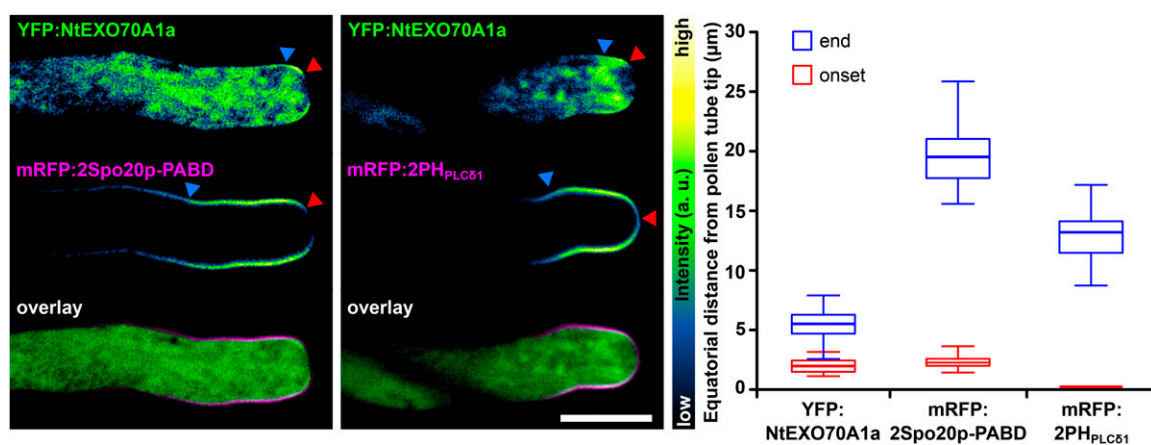 YFP:NtEXO70A1a
mRFP:2Spo20p-PABD
overlay
YFP:NtEXO70A1a
mRFP:2PHPLCδ1
overlay
high
Intensity (a. u.)
low
Equatorial distance from pollen tube tip (µm)
30
25
20
15
10
5
0
end
onset
YFP:
NtEXO70A1a
mRFP:
2Spo20p-PABD
mRFP:
2PHPLCδ1